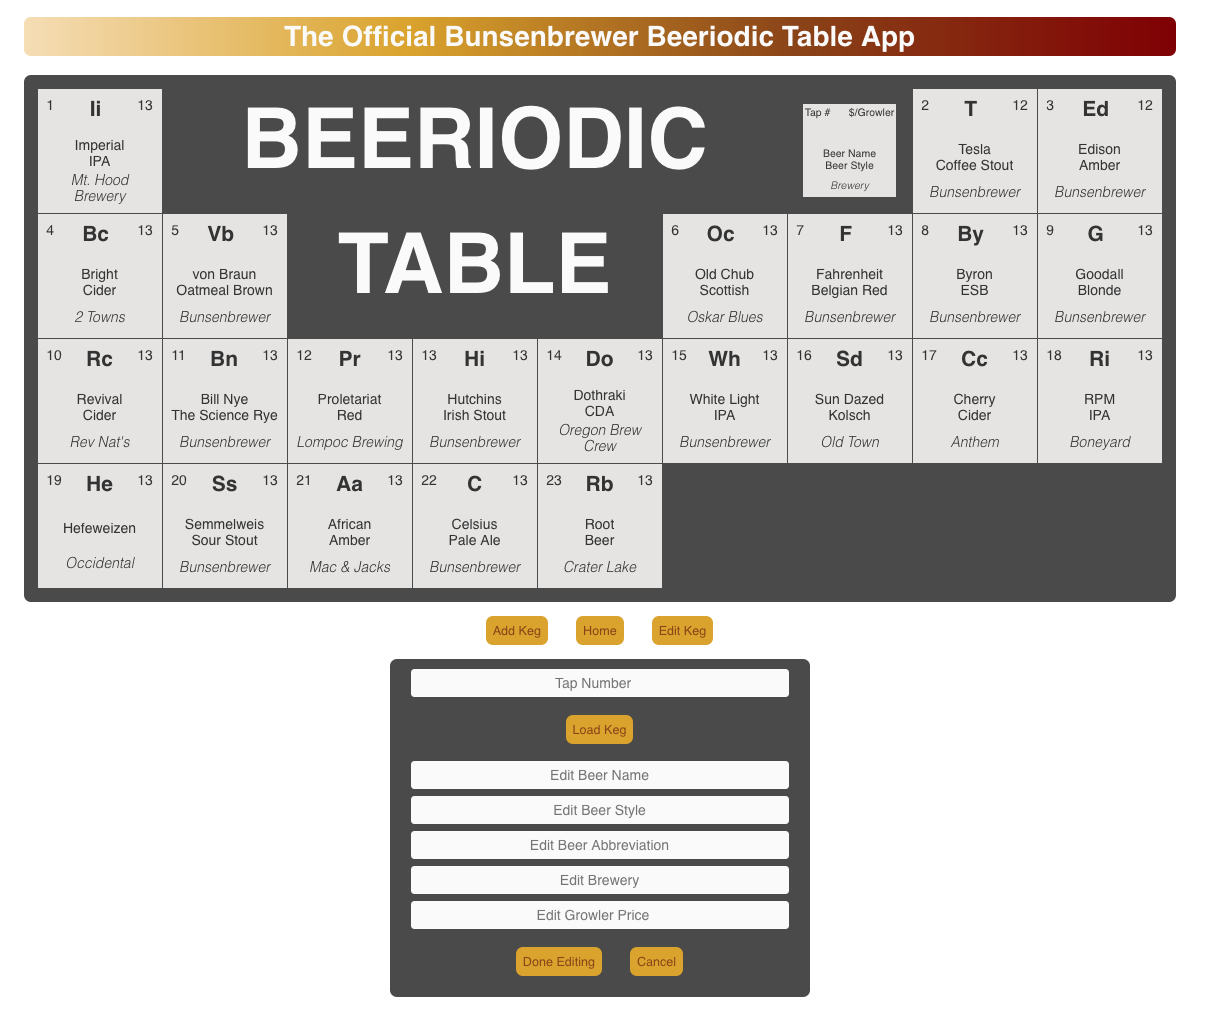 The Official Bunsenbrewer Beeriodic Table App
1 Ii 13
Imperial
IPA
Mt. Hood
Brewery
BEERIODIC
Tap # $/Growler
Beer Name
Beer Style
Brewery
2 T 12
Tesla
Coffee Stout
Bunsenbrewer
3 Ed 12
Edison
Amber
Bunsenbrewer
4 Bc 13
Bright
Cider
2 Towns
5 Vb 13
von Braun
Oatmeal Brown
Bunsenbrewer
TABLE
6 Oc 13
Old Chub
Scottish
Oskar Blues
7 F 13
Fahrenheit
Belgian Red
Bunsenbrewer
8 By 13
Byron
ESB
Bunsenbrewer
9 G 13
Goodall
Blonde
Bunsenbrewer
10 Rc 13
Revival
Cider
Rev Nat's
11 Bn 13
Bill Nye
The Science Rye
Bunsenbrewer
12 Pr 13
Proletariat
Red
Lompoc Brewing
13 Hi 13
Hutchins
Irish Stout
Bunsenbrewer
14 Do 13
Dothraki
CDA
Oregon Brew
Crew
15 Wh 13
White Light
IPA
Bunsenbrewer
16 Sd 13
Sun Dazed
Kolsch
Old Town
17 Cc 13
Cherry
Cider
Anthem
18 Ri 13
RPM
IPA
Boneyard
19 He 13
Hefeweizen
Occidental
20 Ss 13
Semmelweis
Sour Stout
Bunsenbrewer
21 Aa 13
African
Amber
Mac & Jacks
22 C 13
Celsius
Pale Ale
Bunsenbrewer
23 Rb 13
Root
Beer
Crater Lake
Add Keg Home Edit Keg
Tap Number
Load Keg
Edit Beer Name
Edit Beer Style
Edit Beer Abbreviation
Edit Brewery
Edit Growler Price
Done Editing Cancel